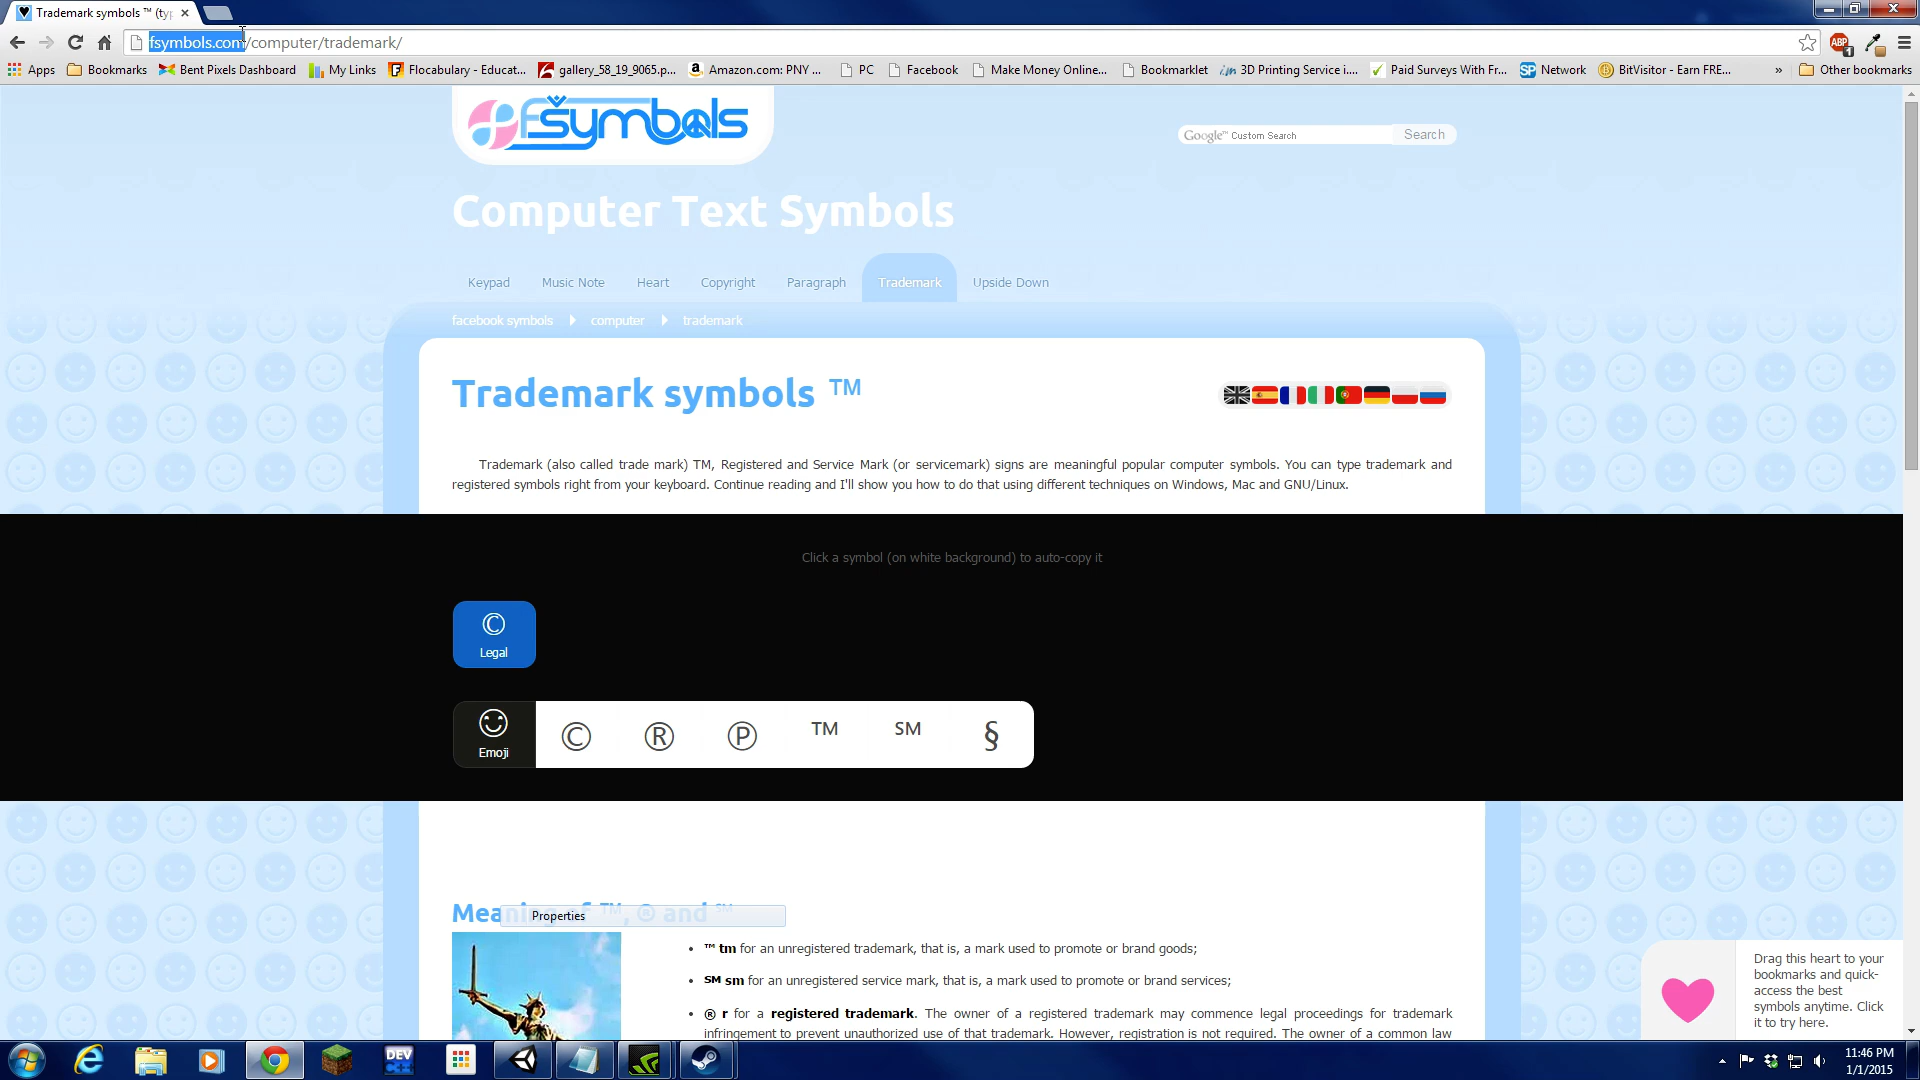 Trademark symbols ™ (typ
fsymbols.com/computer/trademark/
ABP
1
Apps
Bookmarks
Bent Pixels Dashboard
My Links
Flocabulary - Educat...
gallery_58_19_9065.p...
Amazon.com: PNY ...
PC
Facebook
Make Money Online...
Bookmarklet
3D Printing Service i....
Paid Surveys With Fr...
Network
BitVisitor - Earn FRE...
»
Other bookmarks
fsymbols
Google™ Custom Search
Search
Computer Text Symbols
Keypad
Music Note
Heart
Copyright
Paragraph
Trademark
Upside Down
facebook symbols
computer
trademark
Trademark symbols ™
Trademark (also called trade mark) TM, Registered and Service Mark (or servicemark) signs are meaningful popular computer symbols. You can type trademark and
registered symbols right from your keyboard. Continue reading and I'll show you how to do that using different techniques on Windows, Mac and GNU/Linux.
Click a symbol (on white background) to auto-copy it
©
Legal
Emoji
© ® ℗ ™ ℠ §
Meaning of ™, ® and ℠
Properties
• ™ tm for an unregistered trademark, that is, a mark used to promote or brand goods;
• ℠ sm for an unregistered service mark, that is, a mark used to promote or brand services;
• ® r for a registered trademark. The owner of a registered trademark may commence legal proceedings for trademark
infringement to prevent unauthorized use of that trademark. However, registration is not required. The owner of a common law
Drag this heart to your
bookmarks and quick-
access the best
symbols anytime. Click
it to try here.
DEV
11:46 PM
1/1/2015